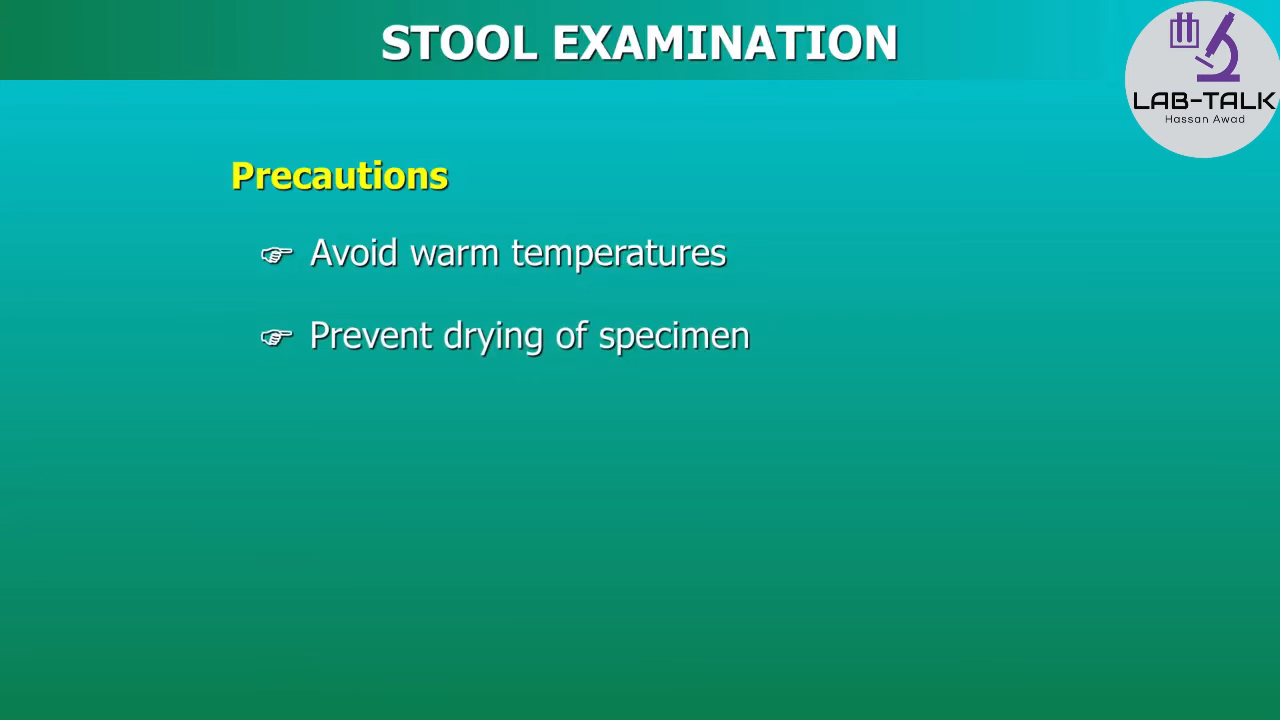 STOOL EXAMINATION
LAB-TALK
Hassan Awad
Precautions
Avoid warm temperatures
Prevent drying of specimen